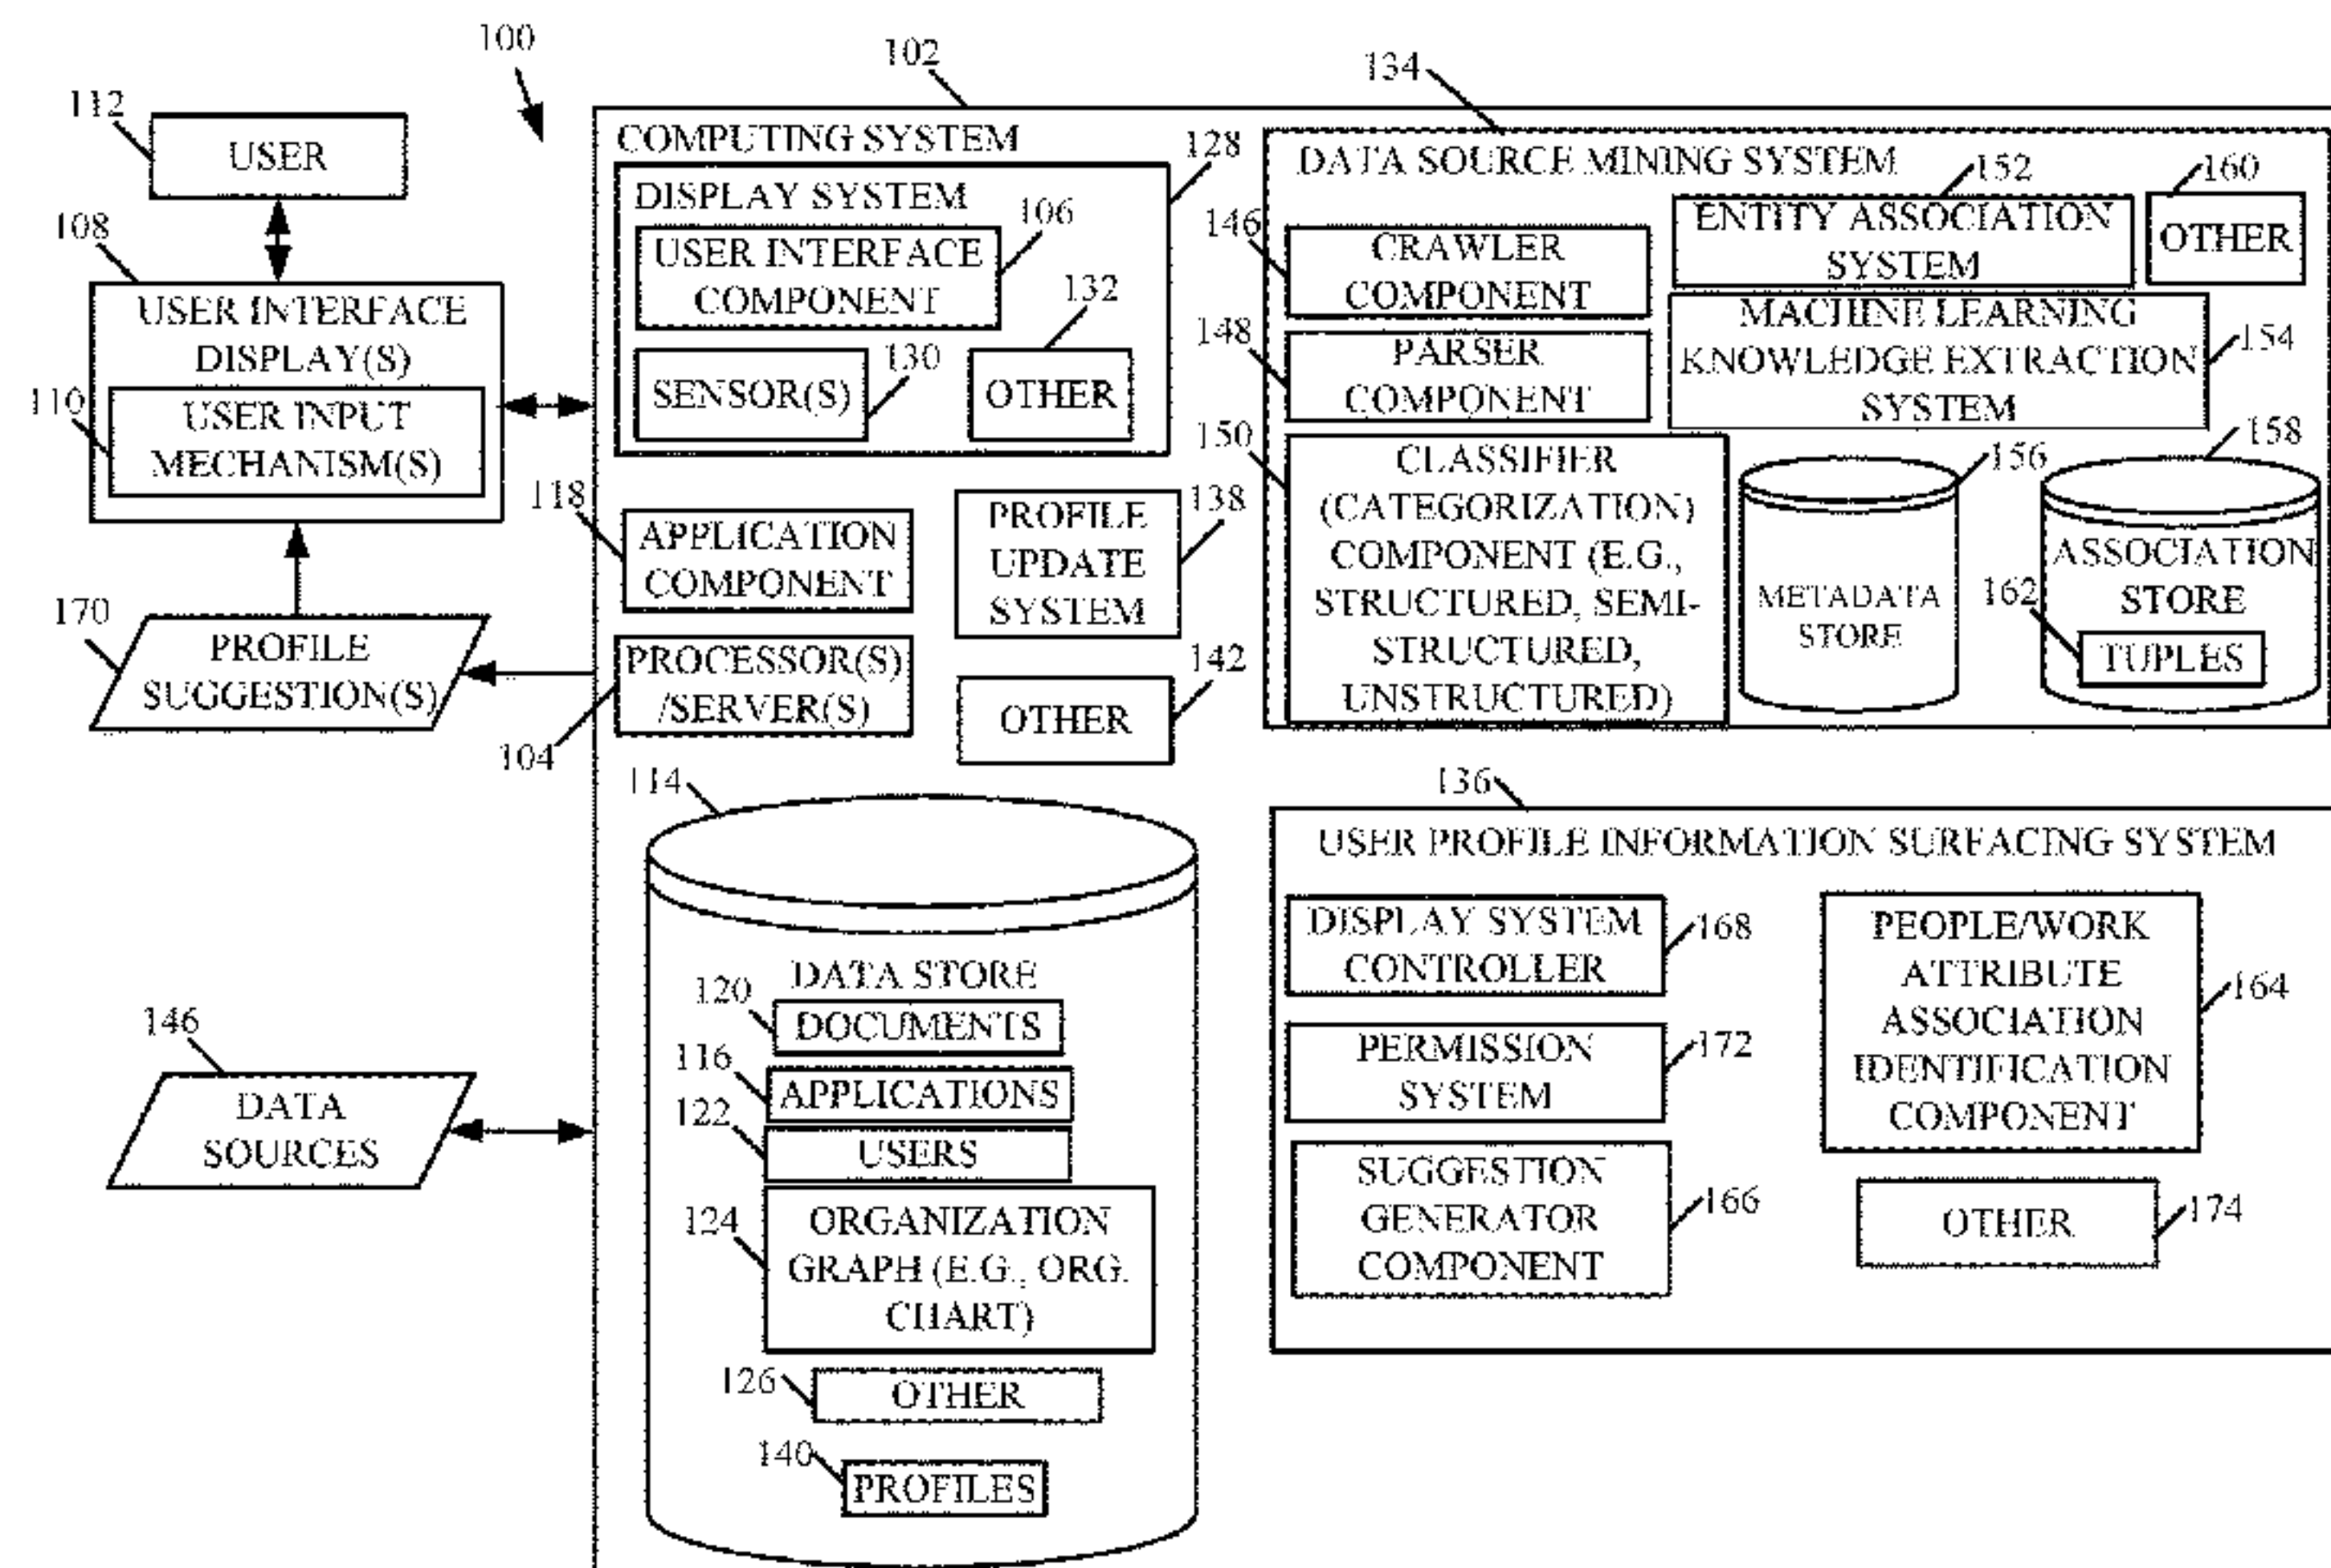 100
102
134
112
USER
108
USER INTERFACE
DISPLAY(S)
110
USER INPUT
MECHANISM(S)
170
PROFILE
SUGGESTION(S)
146
DATA
SOURCES
COMPUTING SYSTEM
128
DISPLAY SYSTEM
106
USER INTERFACE
COMPONENT
132
SENSOR(S)
130
OTHER
118
APPLICATION
COMPONENT
PROFILE
UPDATE
SYSTEM
138
PROCESSOR(S)
/SERVER(S)
104
OTHER
142
114
DATA STORE
120
DOCUMENTS
116
APPLICATIONS
122
USERS
124
ORGANIZATION
GRAPH (E.G., ORG.
CHART)
126
OTHER
140
PROFILES
DATA SOURCE MINING SYSTEM
152
160
146
CRAWLER
COMPONENT
ENTITY ASSOCIATION
SYSTEM
OTHER
148
PARSER
COMPONENT
MACHINE LEARNING
KNOWLEDGE EXTRACTION
SYSTEM
154
150
CLASSIFIER
(CATEGORIZATION)
COMPONENT (E.G.,
STRUCTURED, SEMI-
STRUCTURED,
UNSTRUCTURED)
156
METADATA
STORE
158
ASSOCIATION
STORE
162
TUPLES
136
USER PROFILE INFORMATION SURFACING SYSTEM
DISPLAY SYSTEM
CONTROLLER
168
PERMISSION
SYSTEM
172
SUGGESTION
GENERATOR
COMPONENT
166
PEOPLE/WORK
ATTRIBUTE
ASSOCIATION
IDENTIFICATION
COMPONENT
164
OTHER
174